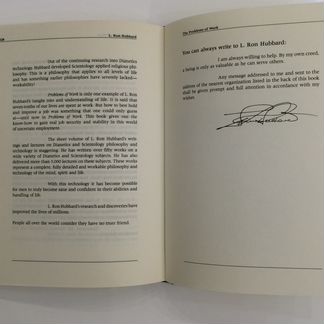 L. Ron Hubbard
Out of the continuing research into Dianetics
technology, Hubbard developed Scientology applied religious phil-
osophy. This is a philosophy that applies to all levels of life
and has something earlier philosophies have severely lacked—
workability!
Problems of Work is only one example of L. Ron
Hubbard's insight into and understanding of life. It is said that
twenty-five years of our lives are spent at work. But how to best hold
and improve a job was something that one could only guess
at—until now in Problems of Work. This book gives one the
know-how to gain real job security and stability in this world
of uncertain employment.
The sheer volume of L. Ron Hubbard's writ-
ings and lectures on Dianetics and Scientology philosophy and
technology is enormous. He has written over fifty works on a
wide variety of Dianetics and Scientology subjects. He has also
delivered more than 5,000 lectures on these subjects. These works
represent a complete, fully detailed philosophy and workable
technology of the mind, spirit and life.
With this technology it has become possible
for men to truly become sane and confident in their abilities and
handling of life.
L. Ron Hubbard's research and discoveries have
improved the lives of millions.
People all over the world consider they have no truer friend.
The Problems of Work
You can always write to L. Ron Hubbard:
I am always willing to help. By my own creed,
a being is only as valuable as he can serve others.
Any message addressed to me and sent to the
address of the nearest organization listed in the back of this book
shall be given prompt and full attention in accordance with my
wishes.